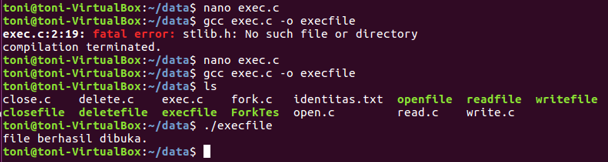 toni@toni-VirtualBox:~/data$ nano exec.c
toni@toni-VirtualBox:~/data$ gcc exec.c -o execfile
exec.c:2:19: fatal error: stlib.h: No such file or directory
compilation terminated.
toni@toni-VirtualBox:~/data$ nano exec.c
toni@toni-VirtualBox:~/data$ gcc exec.c -o execfile
toni@toni-VirtualBox:~/data$ ls
close.c delete.c exec.c fork.c identitas.txt openfile readfile writefile
closefile deletefile execfile ForkTes open.c read.c write.c
toni@toni-VirtualBox:~/data$ ./execfile
file berhasil dibuka.
toni@toni-VirtualBox:~/data$